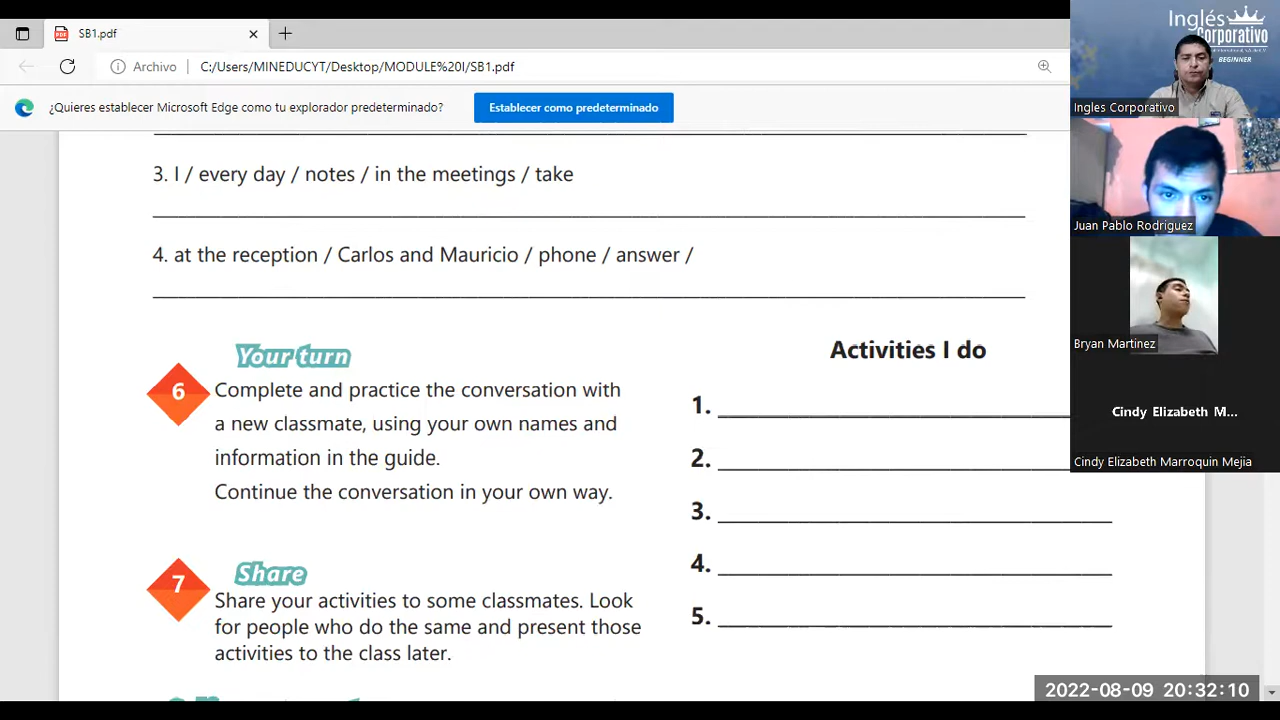 SB1.pdf
Archivo
C:/Users/MINEDUCYT/Desktop/MODULE%20I/SB1.pdf
¿Quieres establecer Microsoft Edge como tu explorador predeterminado?
Establecer como predeterminado
3. I / every day / notes / in the meetings / take
4. at the reception / Carlos and Mauricio / phone / answer /
Your turn
6
Complete and practice the conversation with
a new classmate, using your own names and
information in the guide.
Continue the conversation in your own way.
7
Share
Share your activities to some classmates. Look
for people who do the same and present those
activities to the class later.
Activities I do
1.
2.
3.
4.
5.
Inglés
Corporativo
BEGINNER
Ingles Corporativo
Juan Pablo Rodriguez
Bryan Martinez
Cindy Elizabeth M...
Cindy Elizabeth Marroquin Mejia
2022-08-09 20:32:10